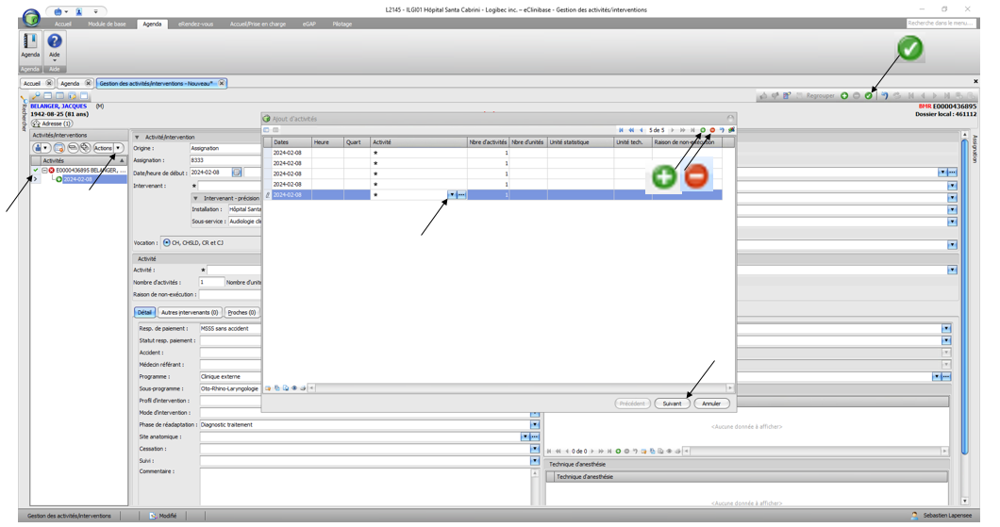 L2145 - ILGI01 Hôpital Santa Cabrini - Logibec inc. – eClinibase - Gestion des activités/interventions
Accueil Module de base Agenda eRendez-vous Accueil/Prise en charge eGAP Pilotage
Recherche dans le menu...
Agenda Aide
Agenda Aide
Accueil Agenda Gestion des activités/interventions - Nouveau*
Regrouper
Rechercher
BELANGER, JACQUES (M)
BMR E0000436895
1942-08-25 (81 ans)
Dossier local : 461112
Adresse (1)
Assignation
Activités/interventions
Actions
Activités
E0000436895 BELANGER, ...
2024-02-08
Activité/intervention
Origine : Assignation
Assignation : 8333
Date/heure de début : 2024-02-08
Intervenant : *
Intervenant - précision
Installation : Hôpital Santa
Sous-service : Audiologie cli
Vocation : CH, CHSLD, CR et CJ
Activité
Activité : *
Nombre d'activités : 1 Nombre d'unité
Raison de non-exécution :
Détail Autres intervenants (0) Proches (0)
Resp. de paiement : MSSS sans accident
Statut resp. paiement :
Accident :
Médecin référant :
Programme : Clinique externe
Sous-programme : Oto-Rhino-Laryngologie
Profil d'intervention :
Mode d'intervention :
Phase de réadaptation : Diagnostic traitement
Site anatomique :
Cessation :
Suivi :
Commentaire :
Ajout d'activités
5 de 5
Dates Heure Quart Activité Nbre d'activités Nbre d'unités Unité statistique Unité tech. Raison de non-exécution
2024-02-08 * 1
2024-02-08 * 1
2024-02-08 * 1
2024-02-08 * 1
2024-02-08 * 1
Précédent Suivant Annuler
<Aucune donnée à afficher>
0 de 0
Technique d'anesthésie
Technique d'anesthésie
<Aucune donnée à afficher>
Gestion des activités/interventions Modifié Sebastien Lapensee